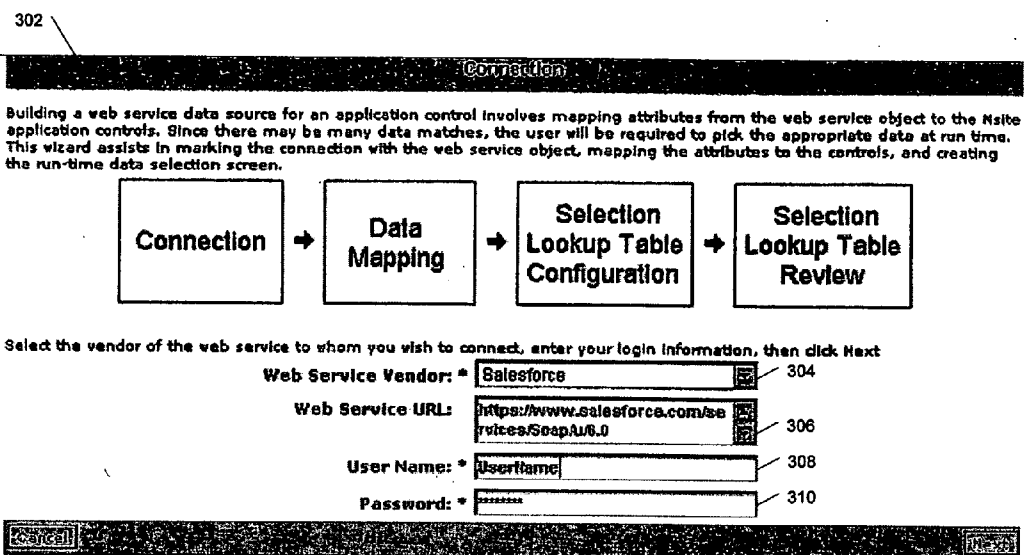 302
Connection
Building a web service data source for an application control involves mapping attributes from the web service object to the Nsite
application controls. Since there may be many data matches, the user will be required to pick the appropriate data at run time.
This wizard assists in marking the connection with the web service object, mapping the attributes to the controls, and creating
the run-time data selection screen.
Connection
Data
Mapping
Selection
Lookup Table
Configuration
Selection
Lookup Table
Review
Select the vendor of the web service to whom you wish to connect, enter your login information, then click Next
Web Service Vendor: * Salesforce 304
Web Service URL: https://www.salesforce.com/se
rvices/Soap/u/6.0 306
User Name: * UserName 308
Password: * ******** 310
Cancel Next